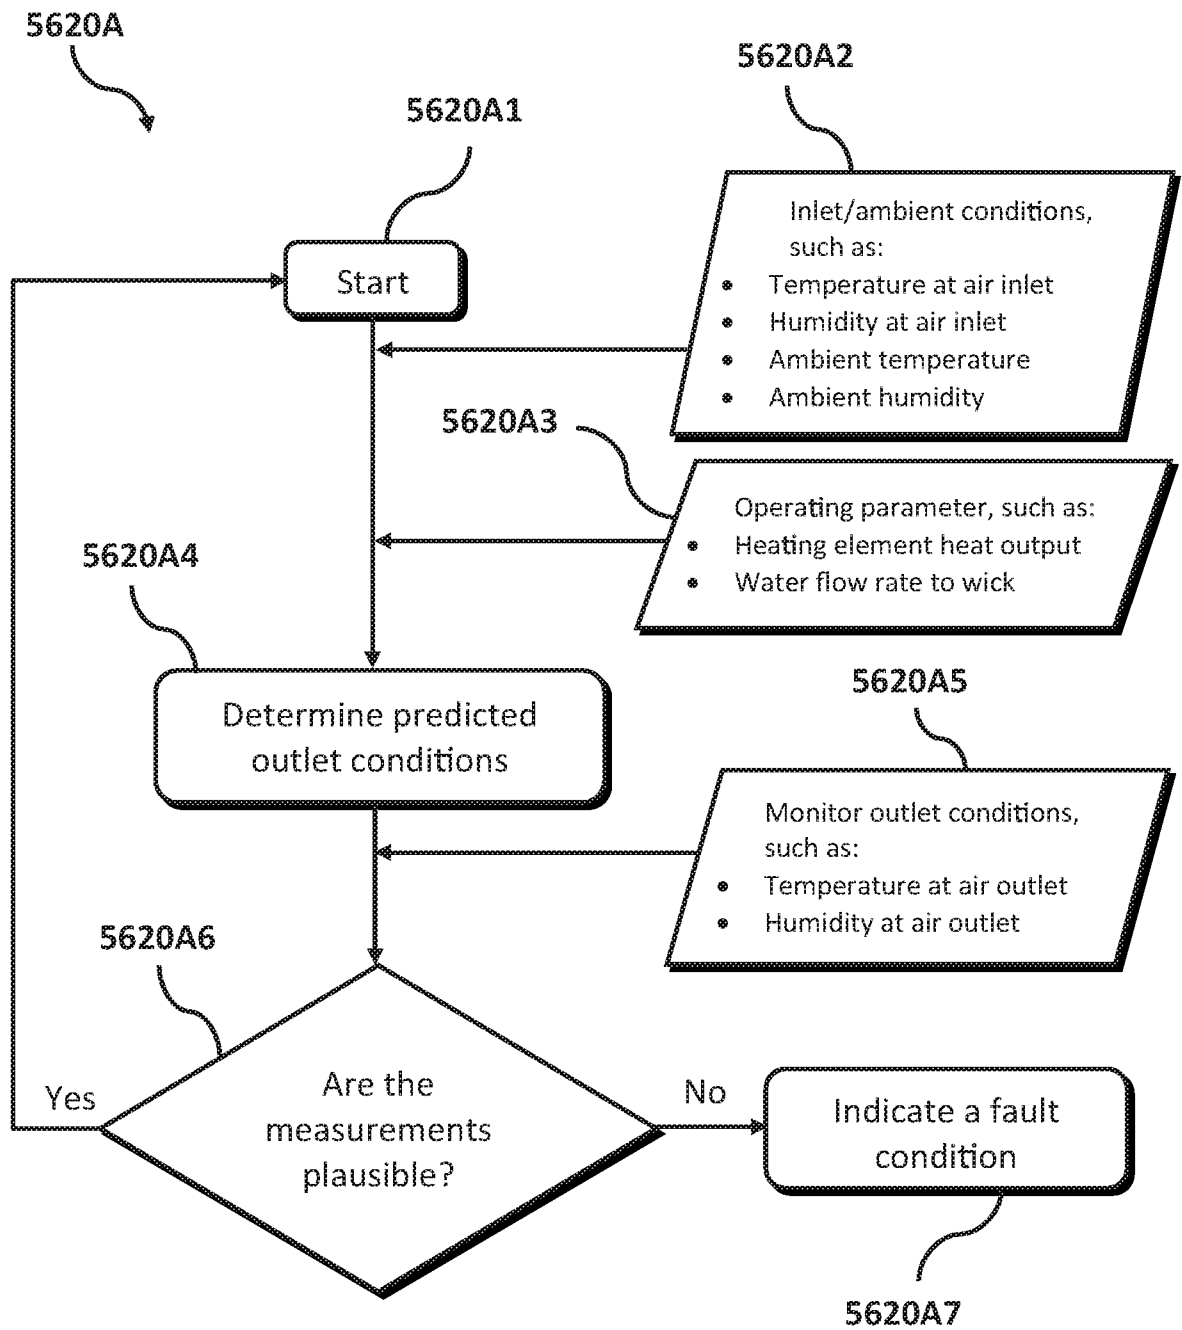 5620A
5620A2
5620A1
Inlet/ambient conditions,
such as:
• Temperature at air inlet
• Humidity at air inlet
• Ambient temperature
• Ambient humidity
Start
5620A3
Operating parameter, such as:
• Heating element heat output
• Water flow rate to wick
5620A4
Determine predicted
outlet conditions
5620A5
Monitor outlet conditions,
such as:
• Temperature at air outlet
• Humidity at air outlet
5620A6
Are the
measurements
plausible?
Yes
No
Indicate a fault
condition
5620A7